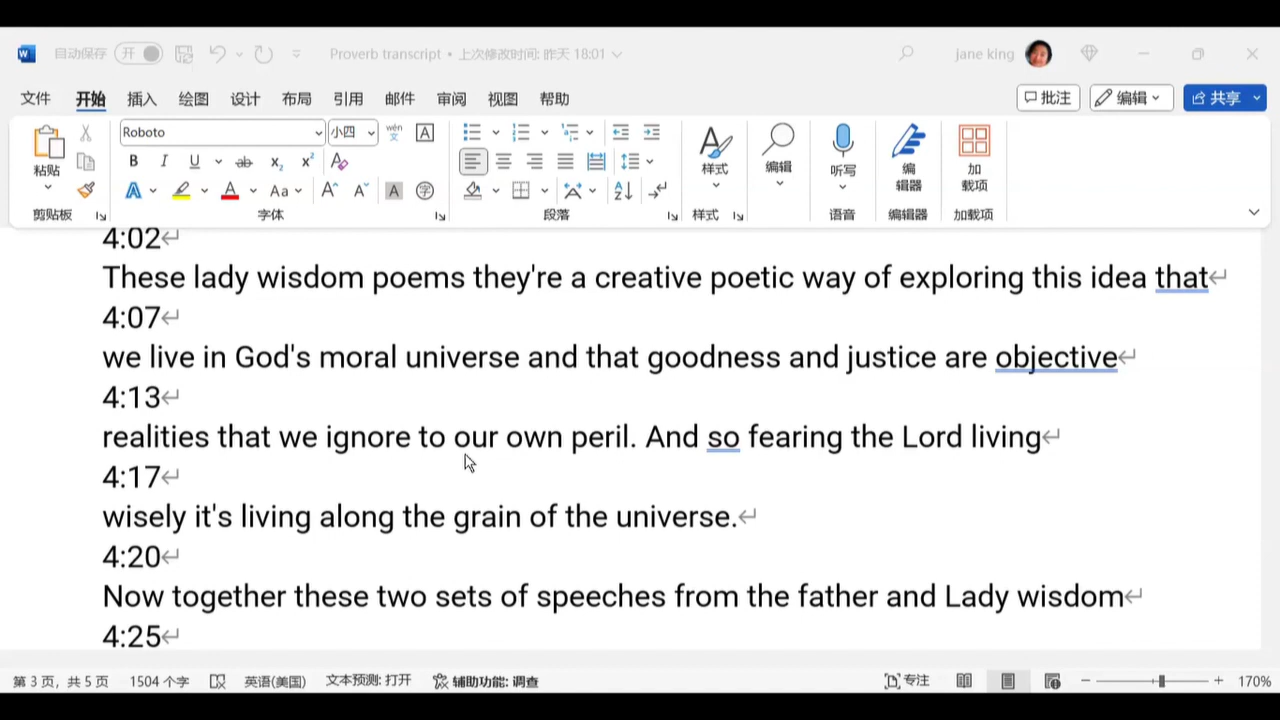 自动保存 开 Proverb transcript • 上次修改时间: 昨天 18:01 jane king
文件 开始 插入 绘图 设计 布局 引用 邮件 审阅 视图 帮助 批注 编辑 共享
粘贴 Roboto 小四 wén 文 A 样式 编辑 听写 编辑器 加载项
B I U ab x₂ x² A
A A Aa A A A 字 A Z
剪贴板 字体 段落 样式 语音 编辑器 加载项
4:02
These lady wisdom poems they're a creative poetic way of exploring this idea that
4:07
we live in God's moral universe and that goodness and justice are objective
4:13
realities that we ignore to our own peril. And so fearing the Lord living
4:17
wisely it's living along the grain of the universe.
4:20
Now together these two sets of speeches from the father and Lady wisdom
4:25
第 3 页, 共 5 页 1504 个字 英语(美国) 文本预测: 打开 辅助功能: 调查 专注 170%